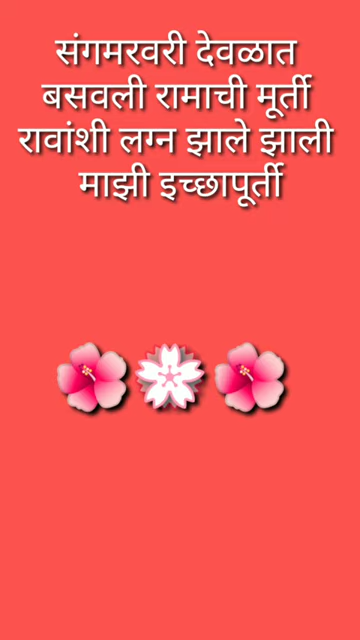 संगमरवरी देवळात
बसवली रामाची मूर्ती
रावांशी लग्न झाले झाली
माझी इच्छापूर्ती